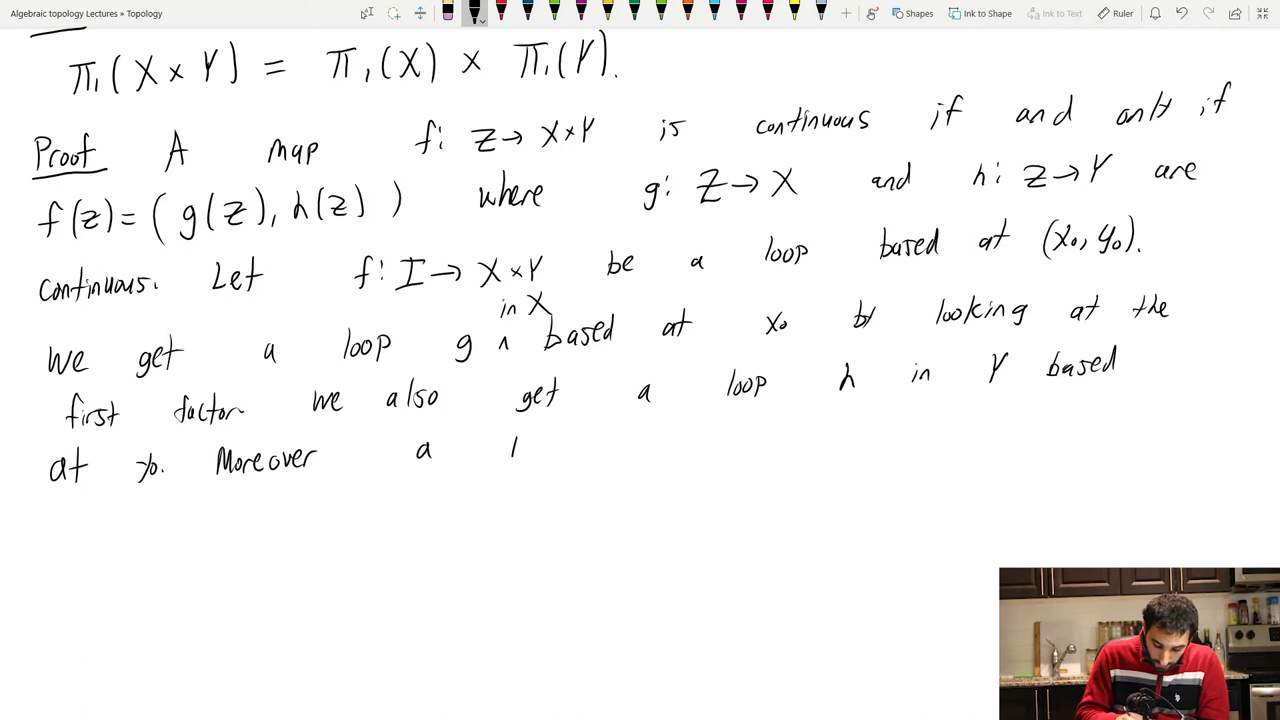 Algebraic topology Lectures » Topology
Shapes
Ink to Shape
Ink to Text
Ruler
π₁(X×Y) = π₁(X) × π₁(Y).
Proof A map f: Z→X×Y is continuous if and only if
f(z)=(g(z), h(z)) where g: Z→X and h: Z→Y are
continuous. Let f: I→X×Y be a loop based at (x₀, y₀).
in X
We get a loop g ^ based at x₀ by looking at the
first factor we also get a loop h in Y based
at y₀. Moreover a l